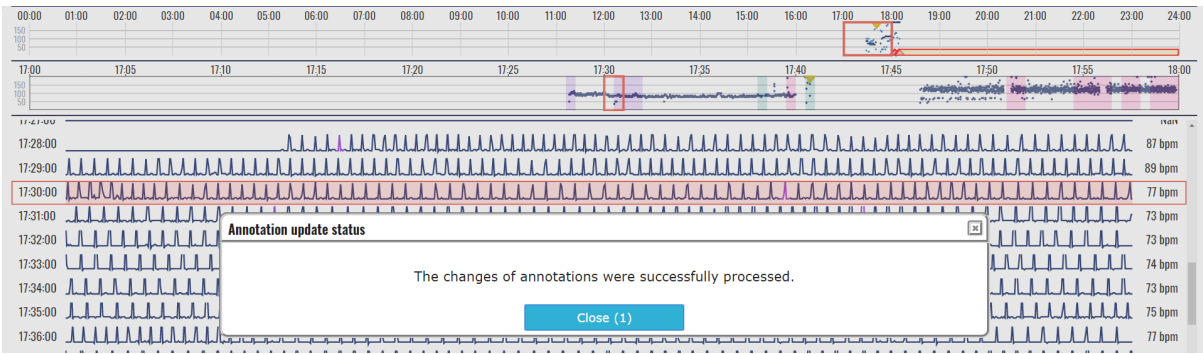 00:00 01:00 02:00 03:00 04:00 05:00 06:00 07:00 08:00 09:00 10:00 11:00 12:00 13:00 14:00 15:00 16:00 17:00 18:00 19:00 20:00 21:00 22:00 23:00 24:00
150
100
50
17:00 17:05 17:10 17:15 17:20 17:25 17:30 17:35 17:40 17:45 17:50 17:55 18:00
150
100
50
17:27:00 NaN
17:28:00 87 bpm
17:29:00 89 bpm
17:30:00 77 bpm
17:31:00 73 bpm
Annotation update status
17:32:00 73 bpm
17:33:00 74 bpm
The changes of annotations were successfully processed.
17:34:00 73 bpm
17:35:00 75 bpm
Close (1)
17:36:00 77 bpm